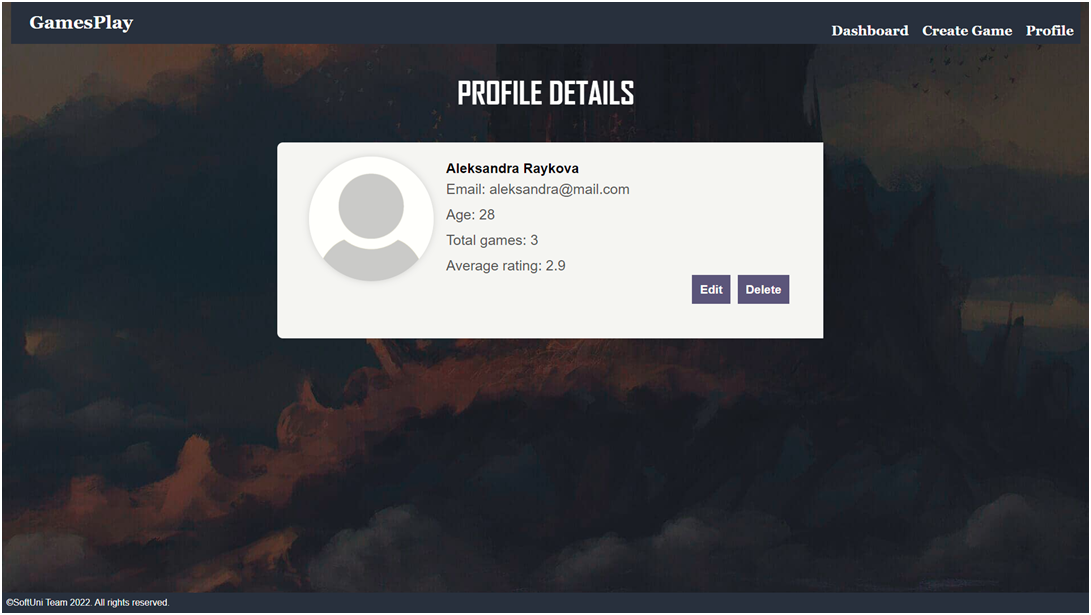 GamesPlay
Dashboard Create Game Profile
PROFILE DETAILS
Aleksandra Raykova
Email: aleksandra@mail.com
Age: 28
Total games: 3
Average rating: 2.9
Edit Delete
©SoftUni Team 2022. All rights reserved.